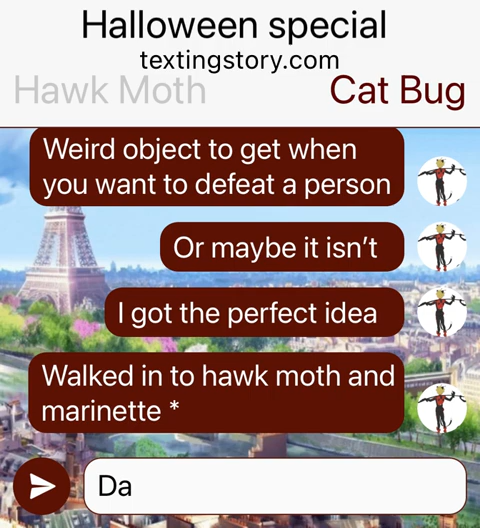 Halloween special
textingstory.com
Hawk Moth
Cat Bug
Weird object to get when
you want to defeat a person
Or maybe it isn’t
I got the perfect idea
Walked in to hawk moth and
marinette *
Da